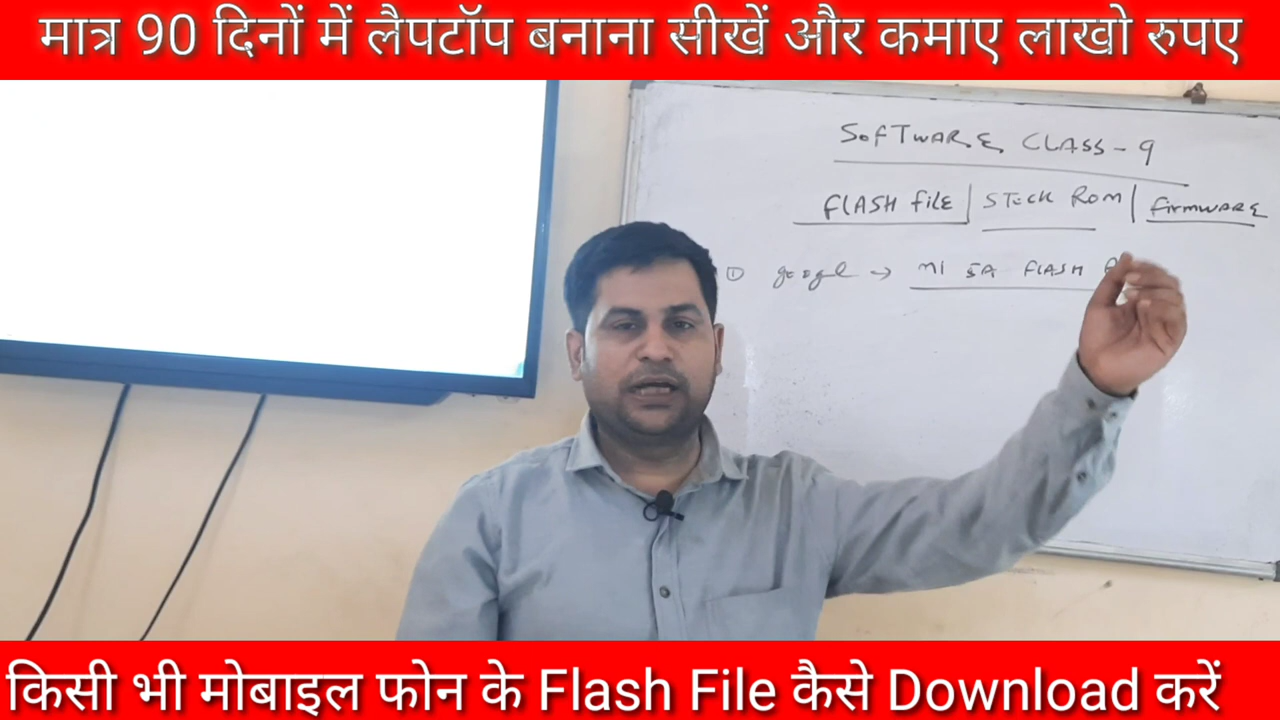 मात्र 90 दिनों में लैपटॉप बनाना सीखें और कमाए लाखो रुपए
SOFTWARE CLASS - 9
FLASH FILE | STOCK ROM | FIRMWARE
① googel → MI 5A FLASH
किसी भी मोबाइल फोन के Flash File कैसे Download करें